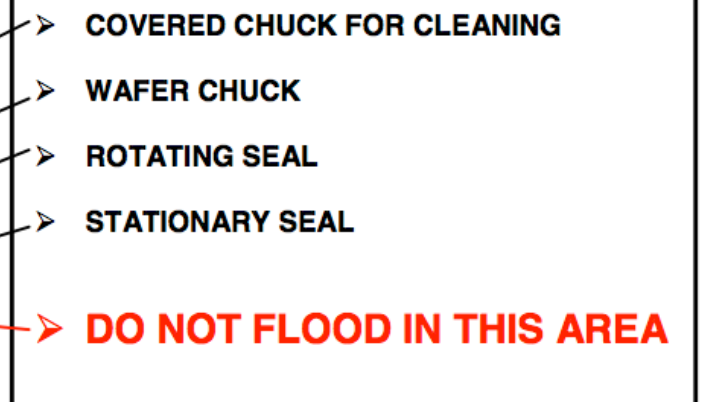 COVERED CHUCK FOR CLEANING
WAFER CHUCK
ROTATING SEAL
STATIONARY SEAL
DO NOT FLOOD IN THIS AREA